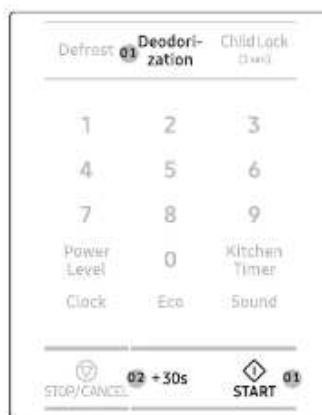 Defrost 01 Deodori-
zation Child Lock
(3 sec)
1 2 3
4 5 6
7 8 9
Power
Level 0 Kitchen
Timer
Clock Eco Sound
STOP/CANCEL 02 +30s START 01